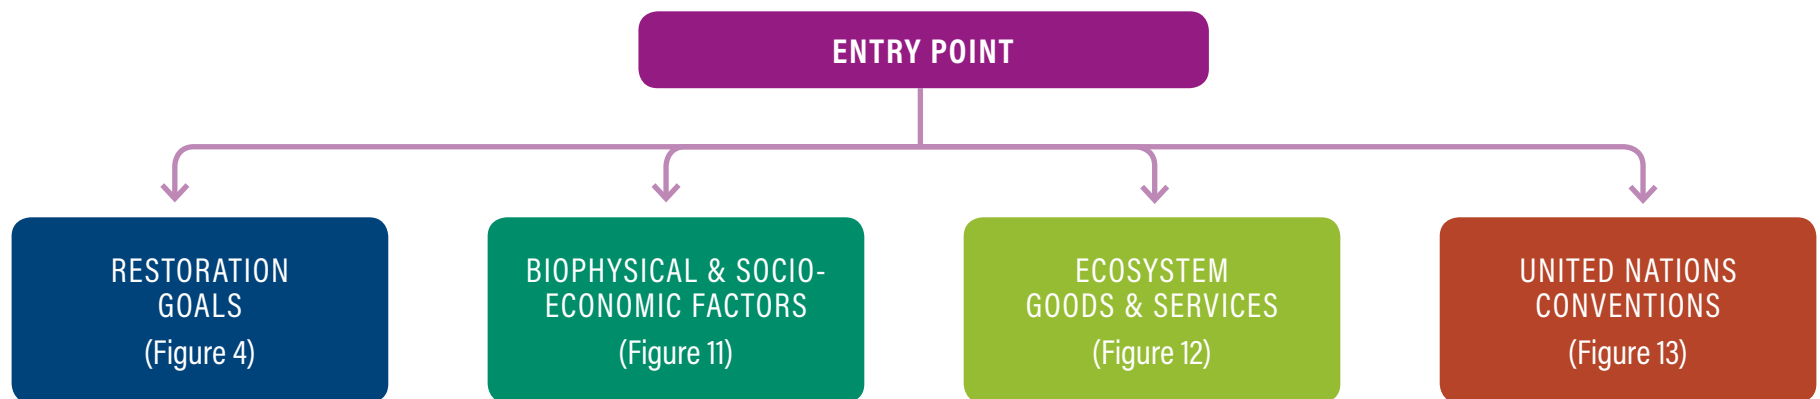 ENTRY POINT
RESTORATION
GOALS
(Figure 4)
BIOPHYSICAL & SOCIO-
ECONOMIC FACTORS
(Figure 11)
ECOSYSTEM
GOODS & SERVICES
(Figure 12)
UNITED NATIONS
CONVENTIONS
(Figure 13)